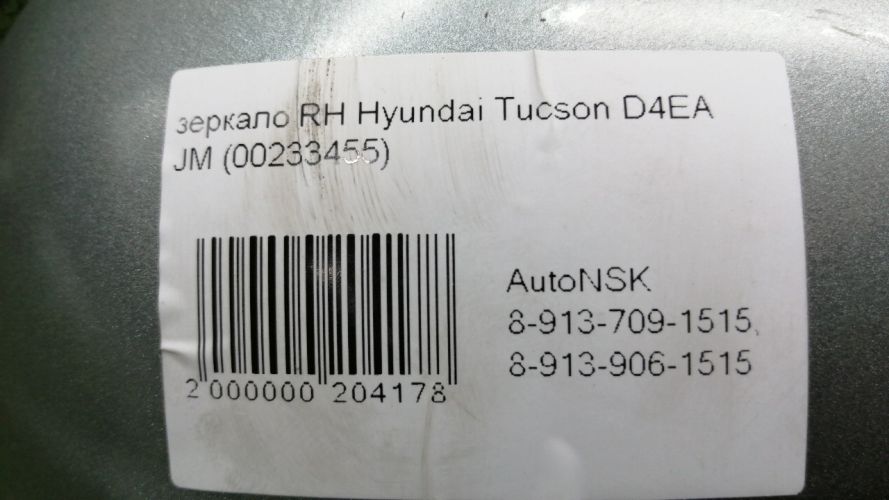 зеркало RH Hyundai Tucson D4EA
JM (00233455)
AutoNSK
8-913-709-1515,
8-913-906-1515
2 000000 204178